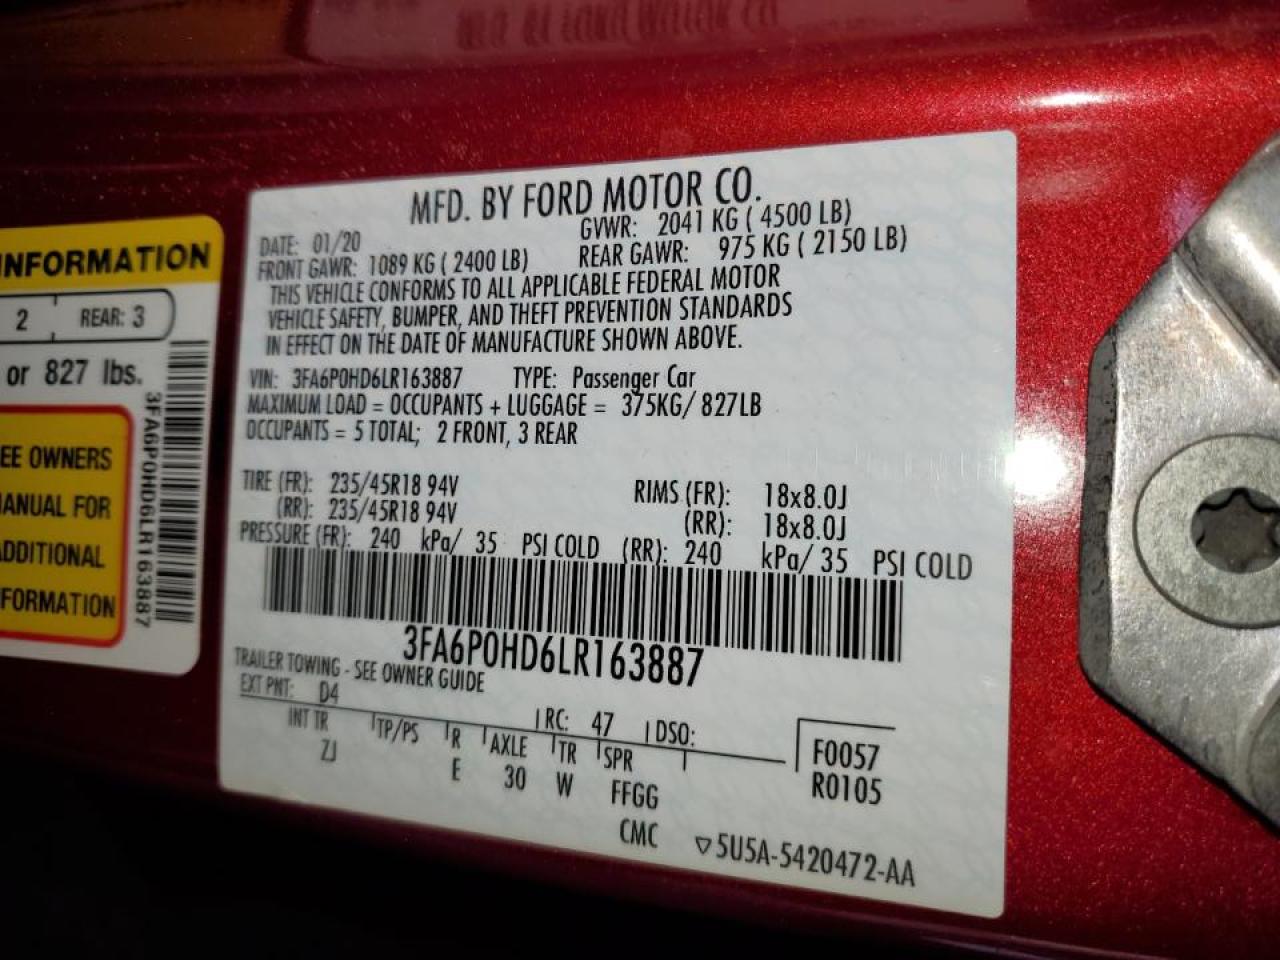 MFD. BY FORD MOTOR CO.
DATE: 01/20 GVWR: 2041 KG ( 4500 LB)
FRONT GAWR: 1089 KG ( 2400 LB) REAR GAWR: 975 KG ( 2150 LB)
THIS VEHICLE CONFORMS TO ALL APPLICABLE FEDERAL MOTOR
VEHICLE SAFETY, BUMPER, AND THEFT PREVENTION STANDARDS
IN EFFECT ON THE DATE OF MANUFACTURE SHOWN ABOVE.
VIN: 3FA6P0HD6LR163887 TYPE: Passenger Car
MAXIMUM LOAD = OCCUPANTS + LUGGAGE = 375KG/ 827LB
OCCUPANTS = 5 TOTAL; 2 FRONT, 3 REAR
TIRE (FR): 235/45R18 94V RIMS (FR): 18x8.0J
(RR): 235/45R18 94V (RR): 18x8.0J
PRESSURE (FR): 240 kPa/ 35 PSI COLD (RR): 240 kPa/ 35 PSI COLD
3FA6P0HD6LR163887
TRAILER TOWING - SEE OWNER GUIDE
EXT PNT: D4 RC: 47 DSO:
INT TR TP/PS R AXLE TR SPR F0057
ZJ E 30 W FFGG R0105
CMC ▽5U5A-5420472-AA
INFORMATION
2 REAR: 3
or 827 lbs.
3FA6P0HD6LR163887
EE OWNERS
ANUAL FOR
ADDITIONAL
FORMATION